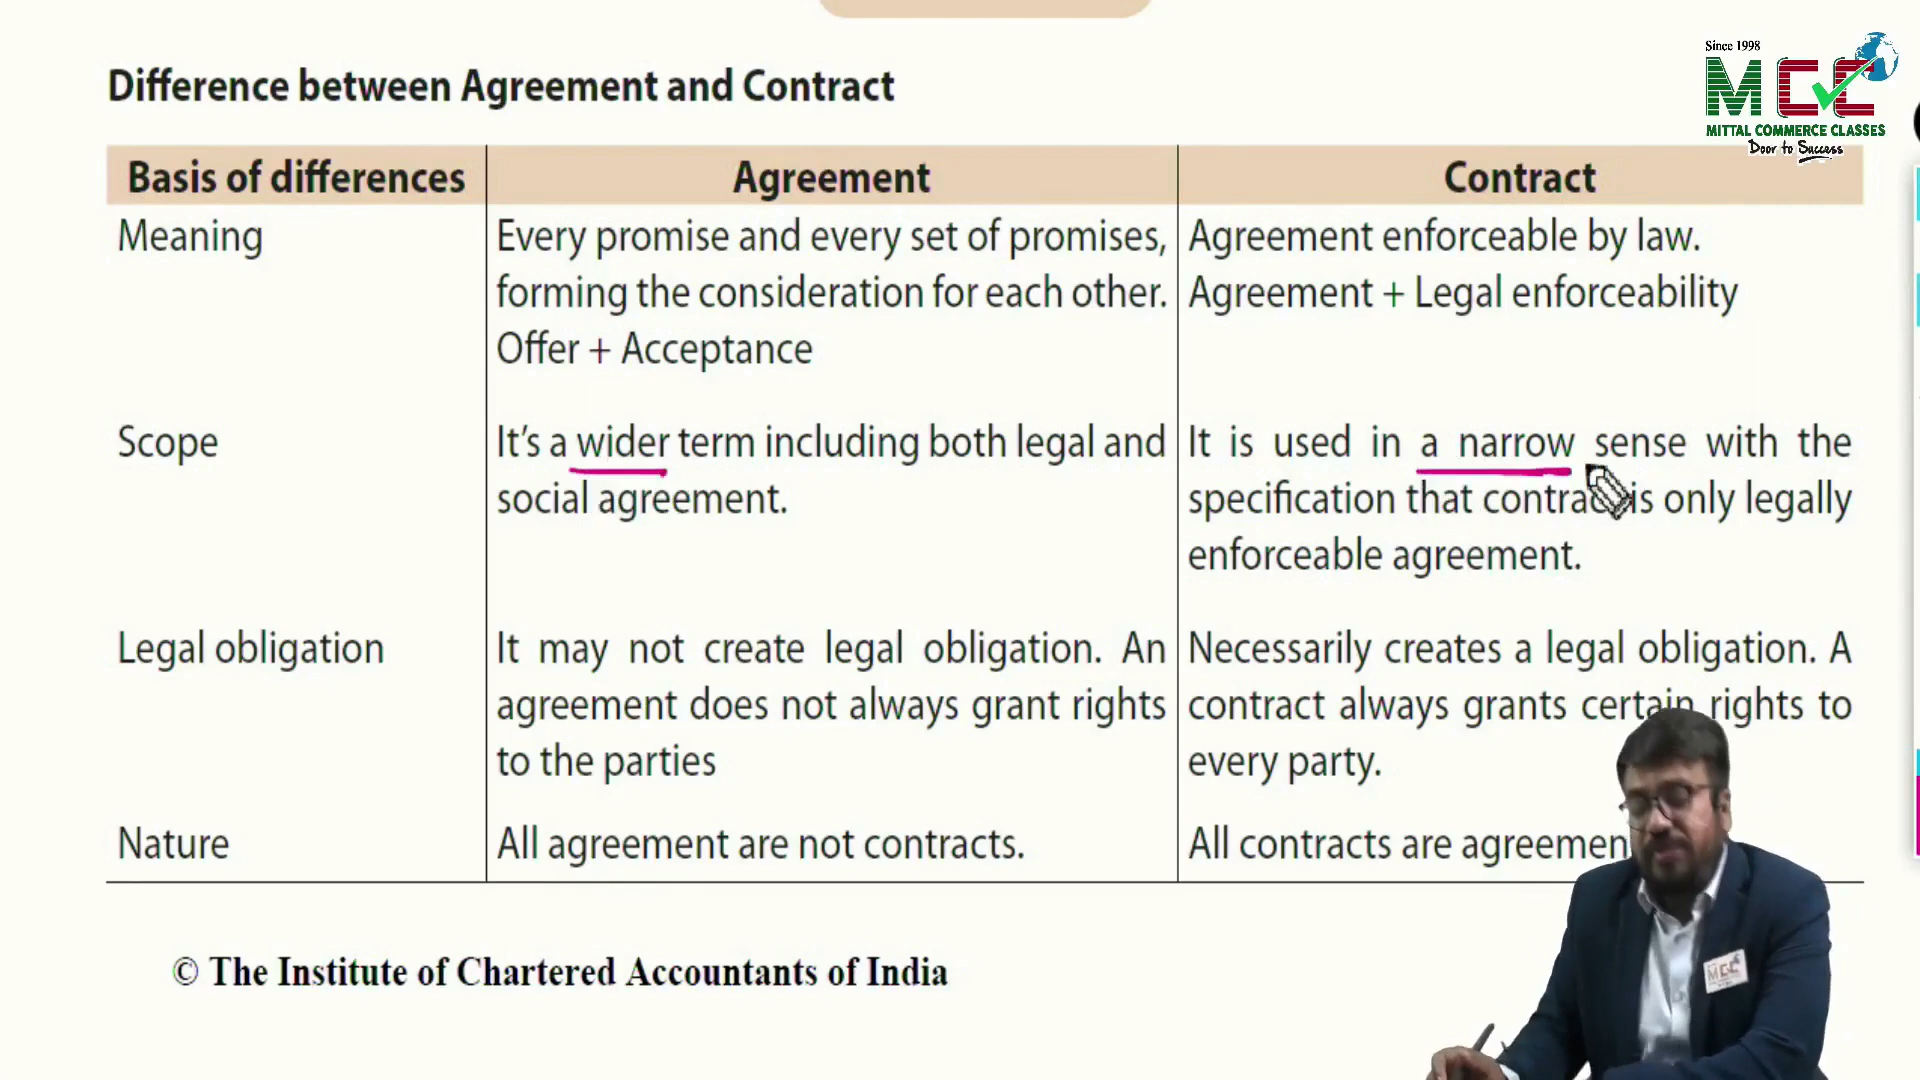 Since 1998
MCC
MITTAL COMMERCE CLASSES
Door to Success
Difference between Agreement and Contract
Basis of differences
Agreement
Contract
Meaning
Every promise and every set of promises,
forming the consideration for each other.
Offer + Acceptance
Agreement enforceable by law.
Agreement + Legal enforceability
Scope
It's a wider term including both legal and
social agreement.
It is used in a narrow sense with the
specification that contract is only legally
enforceable agreement.
Legal obligation
It may not create legal obligation. An
agreement does not always grant rights
to the parties
Necessarily creates a legal obligation. A
contract always grants certain rights to
every party.
Nature
All agreement are not contracts.
All contracts are agreemen
© The Institute of Chartered Accountants of India
MCC